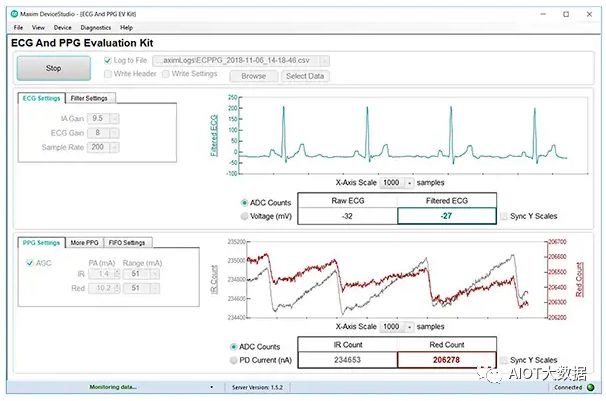 Maxim DeviceStudio - [ECG And PPG EV Kit]
File View Device Diagnostics Help
ECG And PPG Evaluation Kit
Stop
Log to File ...aximLogs\ECPPG_2018-11-06_14-18-46.csv
Write Header Write Settings Browse Select Data
ECG Settings Filter Settings
IA Gain 9.5
ECG Gain 8
Sample Rate 200
Filtered ECG
250
200
150
100
50
0
-50
-100
X-Axis Scale 1000 samples
ADC Counts
Voltage (mV)
Raw ECG Filtered ECG
-32 -27
Sync Y Scales
PPG Settings More PPG FIFO Settings
AGC PA (mA) Range (mA)
IR 1.4 51
Red 10.2 51
IR Count
235200
235000
234800
234600
234400
206700
206600
206500
206400
206300
206200
Red Count
X-Axis Scale 1000 samples
ADC Counts
PD Current (nA)
IR Count Red Count
234653 206278
Sync Y Scales
AIOT大数据
Monitoring data... Server Version: 1.5.2 Connected